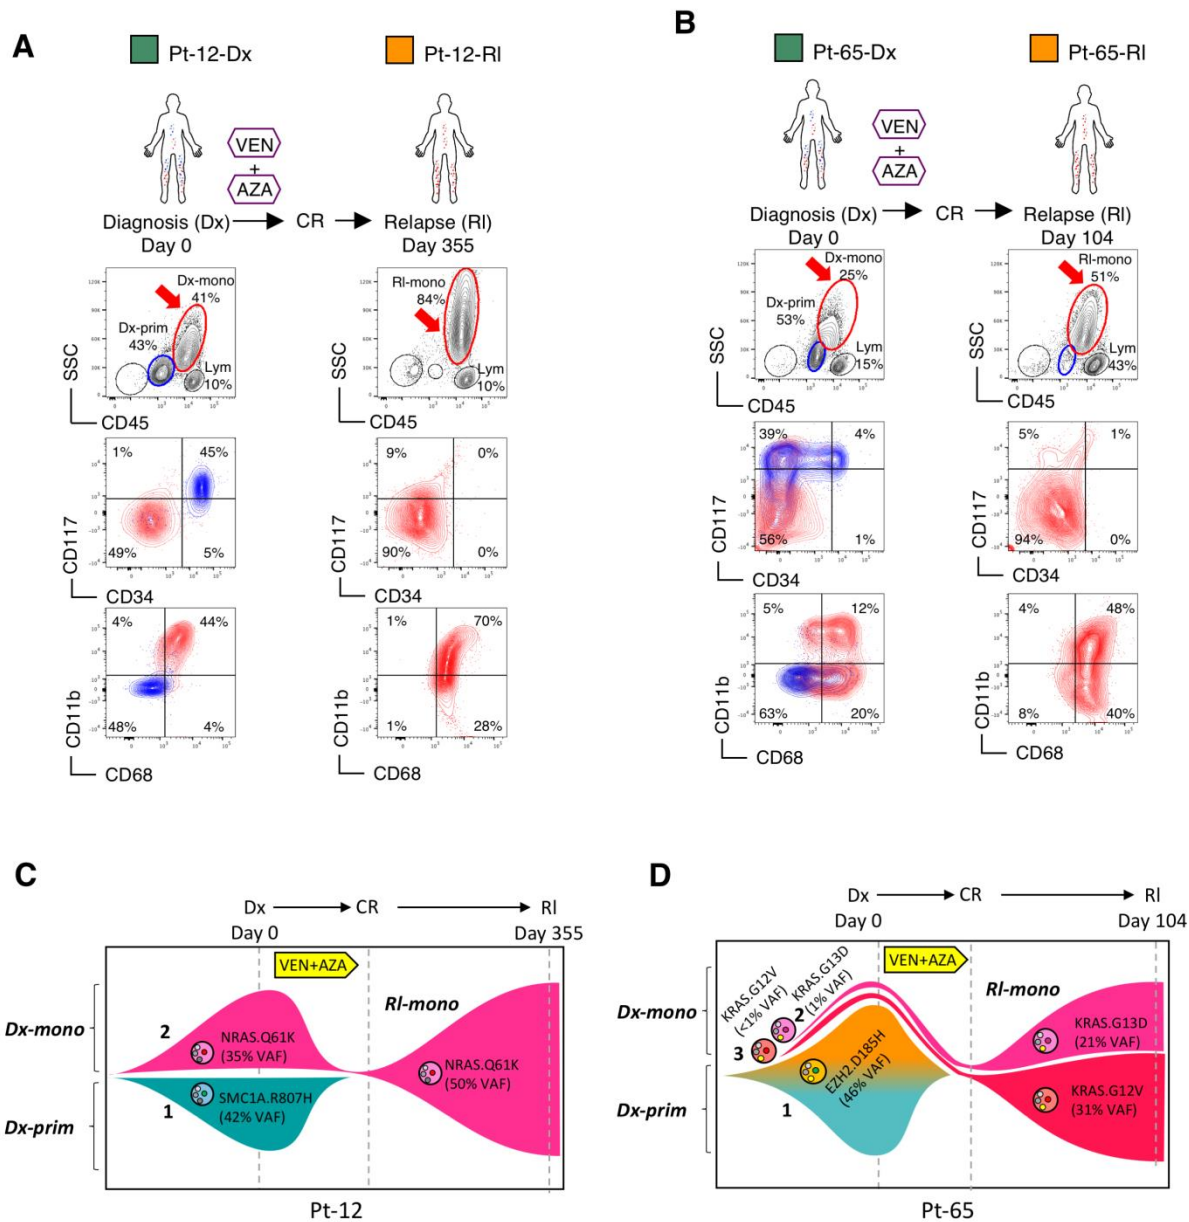 A
Pt-12-Dx
Pt-12-Rl
VEN
+
AZA
Diagnosis (Dx)
CR
Relapse (Rl)
Day 0
Day 355
Dx-mono
41%
Dx-prim
43%
Lym
10%
SSC
CD45
Rl-mono
84%
Lym
10%
1%
45%
49%
5%
CD117
CD34
9%
0%
90%
0%
4%
44%
48%
4%
CD11b
CD68
1%
70%
1%
28%
B
Pt-65-Dx
Pt-65-Rl
VEN
+
AZA
Diagnosis (Dx)
CR
Relapse (Rl)
Day 0
Day 104
Dx-mono
25%
Dx-prim
53%
Lym
15%
SSC
CD45
Rl-mono
51%
Lym
43%
SSC
CD45
39%
4%
56%
1%
CD117
CD34
5%
1%
94%
0%
CD117
CD34
5%
12%
63%
20%
CD11b
CD68
4%
48%
8%
40%
CD11b
CD68
C
Dx
CR
Rl
Day 0
Day 355
VEN+AZA
Dx-mono
Dx-prim
2
NRAS.Q61K
(35% VAF)
1
SMC1A.R807H
(42% VAF)
Rl-mono
NRAS.Q61K
(50% VAF)
Pt-12
D
Dx
CR
Rl
Day 0
Day 104
VEN+AZA
Dx-mono
Dx-prim
KRAS.G12V
(<1% VAF)
KRAS.G13D
(1% VAF)
2
3
EZH2.D185H
(46% VAF)
1
Rl-mono
KRAS.G13D
(21% VAF)
KRAS.G12V
(31% VAF)
Pt-65